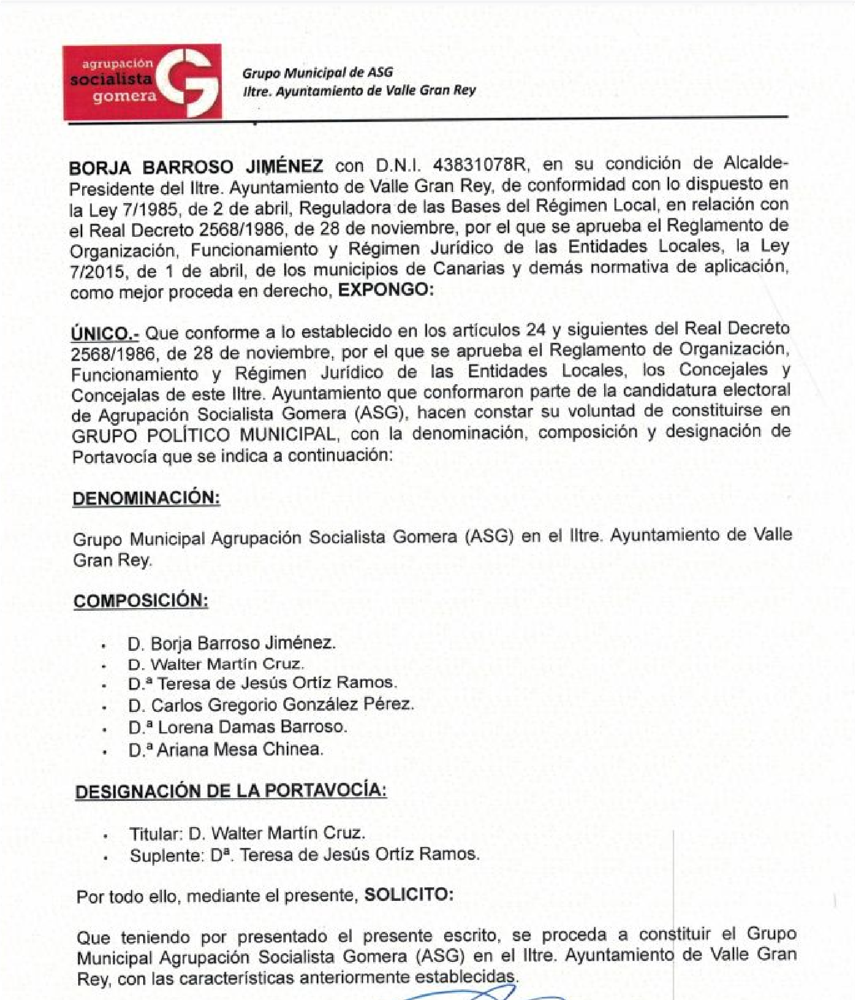 agrupación
socialista
gomera
Grupo Municipal de ASG
Iltre. Ayuntamiento de Valle Gran Rey
BORJA BARROSO JIMÉNEZ con D.N.I. 43831078R, en su condición de Alcalde-
Presidente del Iltre. Ayuntamiento de Valle Gran Rey, de conformidad con lo dispuesto en
la Ley 7/1985, de 2 de abril, Reguladora de las Bases del Régimen Local, en relación con
el Real Decreto 2568/1986, de 28 de noviembre, por el que se aprueba el Reglamento de
Organización, Funcionamiento y Régimen Jurídico de las Entidades Locales, la Ley
7/2015, de 1 de abril, de los municipios de Canarias y demás normativa de aplicación,
como mejor proceda en derecho, EXPONGO:
ÚNICO.- Que conforme a lo establecido en los artículos 24 y siguientes del Real Decreto
2568/1986, de 28 de noviembre, por el que se aprueba el Reglamento de Organización,
Funcionamiento y Régimen Jurídico de las Entidades Locales, los Concejales y
Concejalas de este Iltre. Ayuntamiento que conformaron parte de la candidatura electoral
de Agrupación Socialista Gomera (ASG), hacen constar su voluntad de constituirse en
GRUPO POLÍTICO MUNICIPAL, con la denominación, composición y designación de
Portavocía que se indica a continuación:
DENOMINACIÓN:
Grupo Municipal Agrupación Socialista Gomera (ASG) en el Iltre. Ayuntamiento de Valle
Gran Rey.
COMPOSICIÓN:
• D. Borja Barroso Jiménez.
• D. Walter Martín Cruz.
• D.ª Teresa de Jesús Ortíz Ramos.
• D. Carlos Gregorio González Pérez.
• D.ª Lorena Damas Barroso.
• D.ª Ariana Mesa Chinea.
DESIGNACIÓN DE LA PORTAVOCÍA:
• Titular: D. Walter Martín Cruz.
• Suplente: Dª. Teresa de Jesús Ortíz Ramos.
Por todo ello, mediante el presente, SOLICITO:
Que teniendo por presentado el presente escrito, se proceda a constituir el Grupo
Municipal Agrupación Socialista Gomera (ASG) en el Iltre. Ayuntamiento de Valle Gran
Rey, con las características anteriormente establecidas.